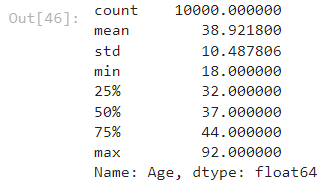 Out[46]: count 10000.000000
mean 38.921800
std 10.487806
min 18.000000
25% 32.000000
50% 37.000000
75% 44.000000
max 92.000000
Name: Age, dtype: float64